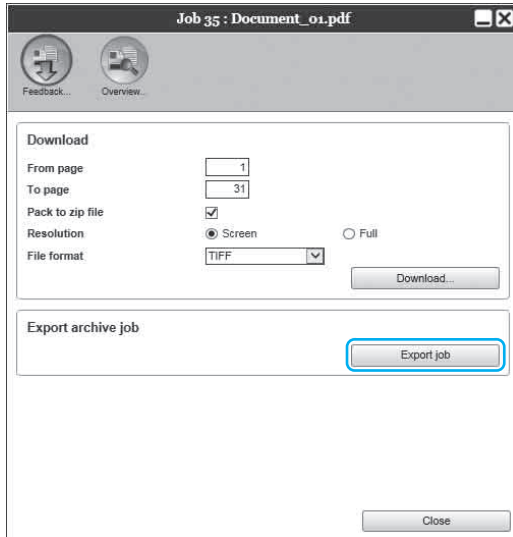 Job 35 : Document_01.pdf
Feedback... Overview...
Download
From page 1
To page 31
Pack to zip file
Resolution Screen Full
File format TIFF
Download...
Export archive job
Export job
Close